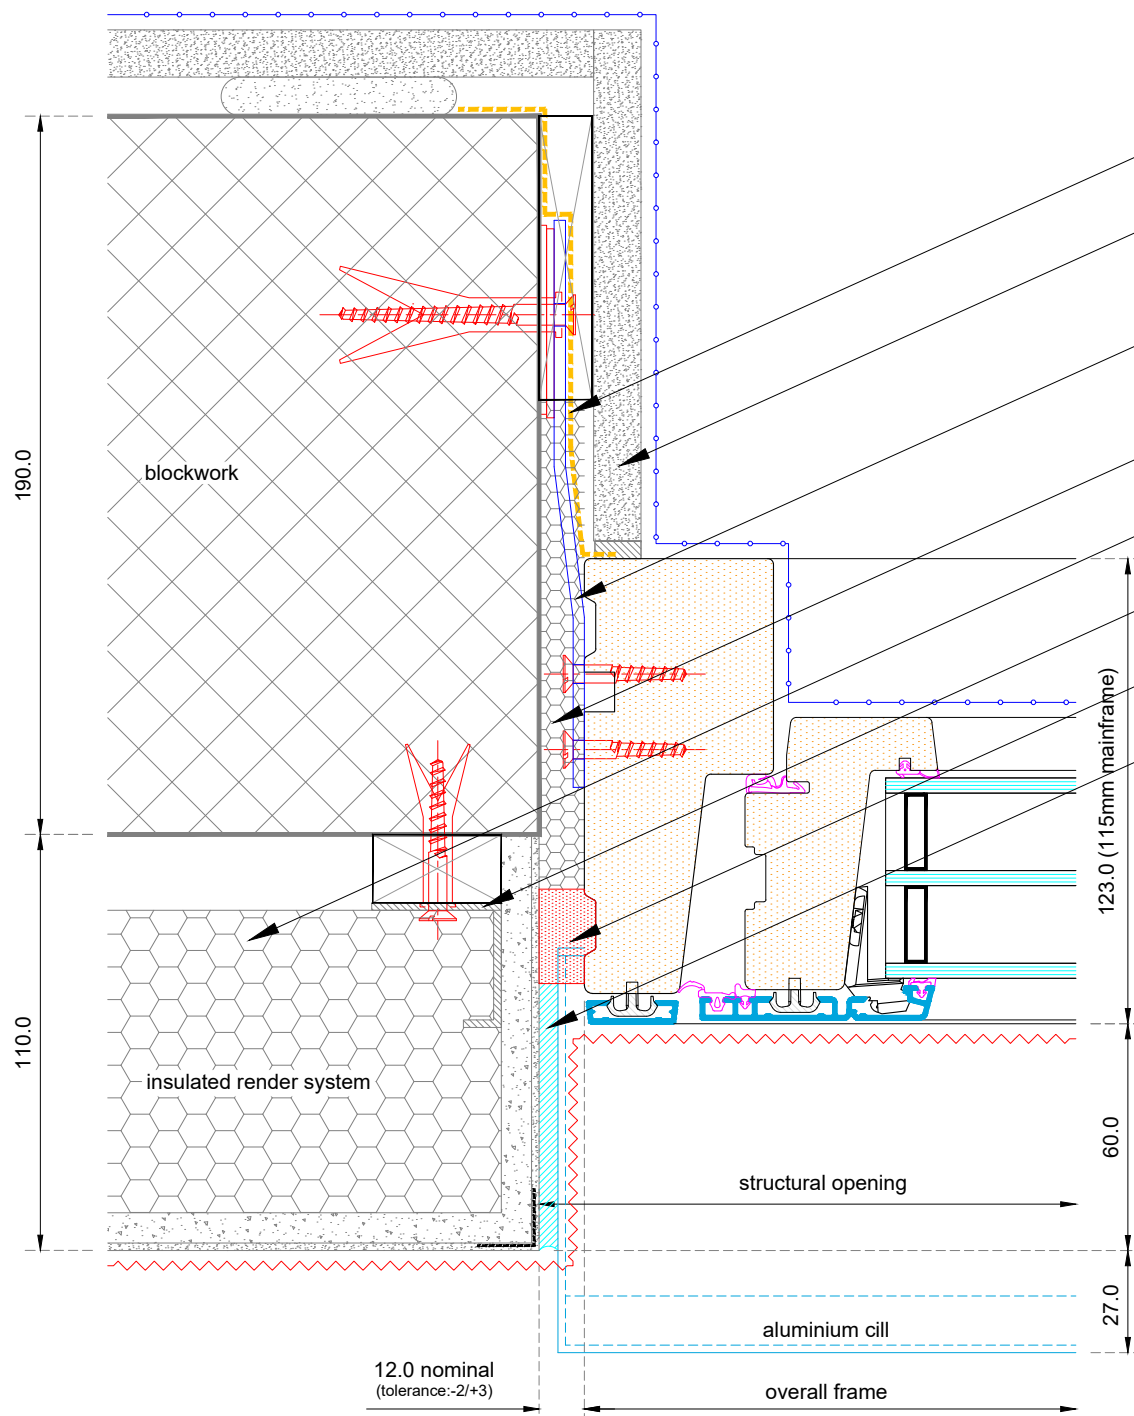 190.0
blockwork
123.0 (115mm mainframe)
110.0
insulated render system
60.0
structural opening
27.0
aluminium cill
12.0 nominal
(tolerance:-2/+3)
overall frame